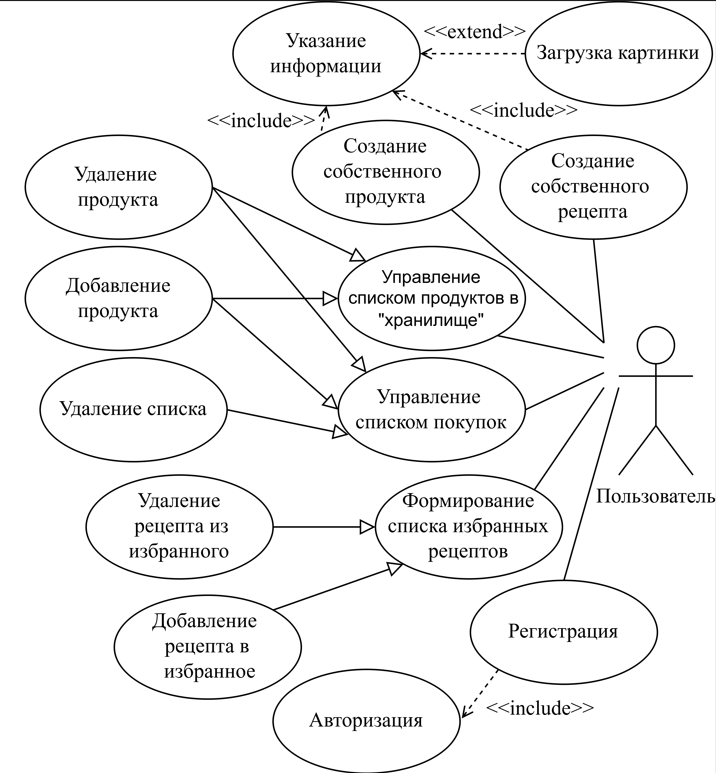 Указание
информации
<<extend>>
Загрузка картинки
<<include>>
<<include>>
Создание
собственного
продукта
Создание
собственного
рецепта
Удаление
продукта
Управление
списком продуктов в
"хранилище"
Добавление
продукта
Удаление списка
Управление
списком покупок
Пользователь
Удаление
рецепта из
избранного
Формирование
списка избранных
рецептов
Добавление
рецепта в
избранное
Регистрация
Авторизация
<<include>>